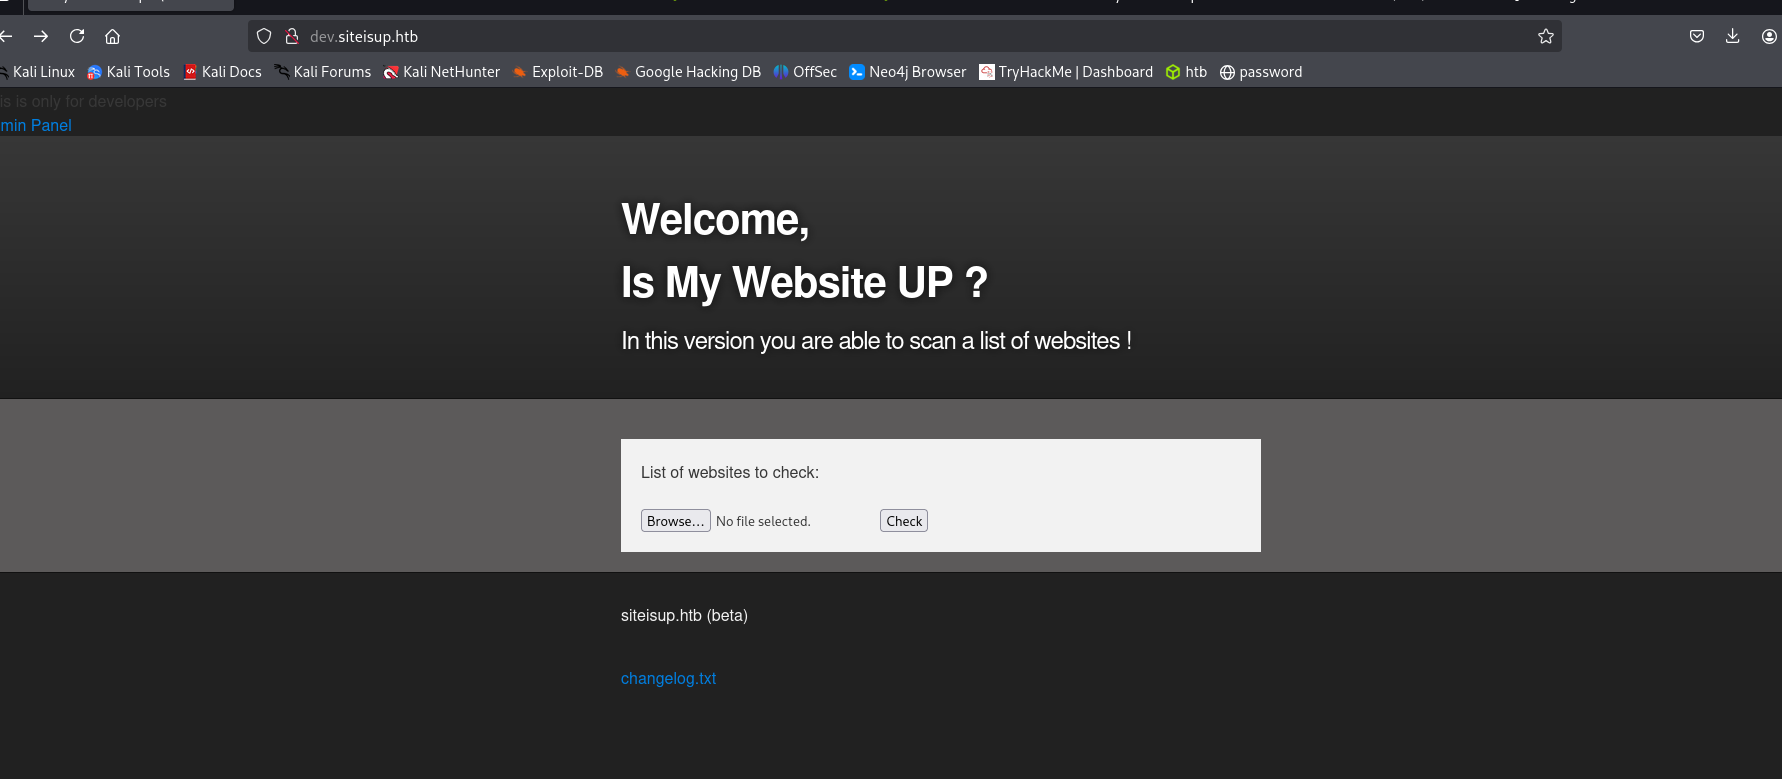 dev.siteisup.htb
Kali Linux Kali Tools Kali Docs Kali Forums Kali NetHunter Exploit-DB Google Hacking DB OffSec Neo4j Browser TryHackMe | Dashboard htb password
is is only for developers
min Panel
Welcome,
Is My Website UP ?
In this version you are able to scan a list of websites !
List of websites to check:
Browse... No file selected. Check
siteisup.htb (beta)
changelog.txt